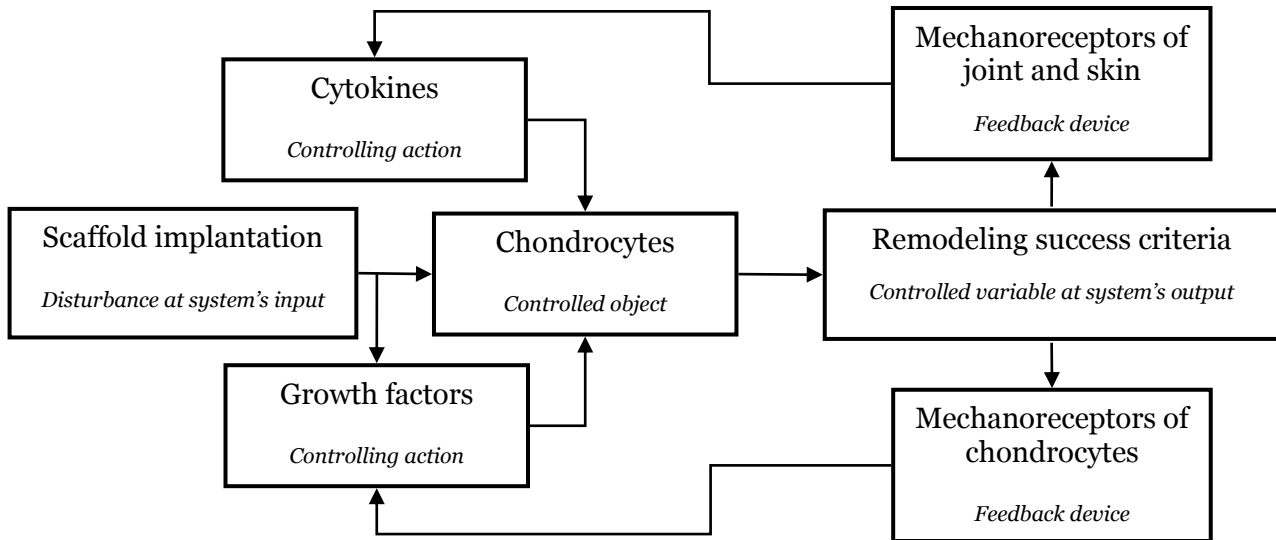 Mechanoreceptors of
joint and skin
Feedback device
Cytokines
Controlling action
Scaffold implantation
Disturbance at system’s input
Chondrocytes
Controlled object
Remodeling success criteria
Controlled variable at system’s output
Growth factors
Controlling action
Mechanoreceptors of
chondrocytes
Feedback device